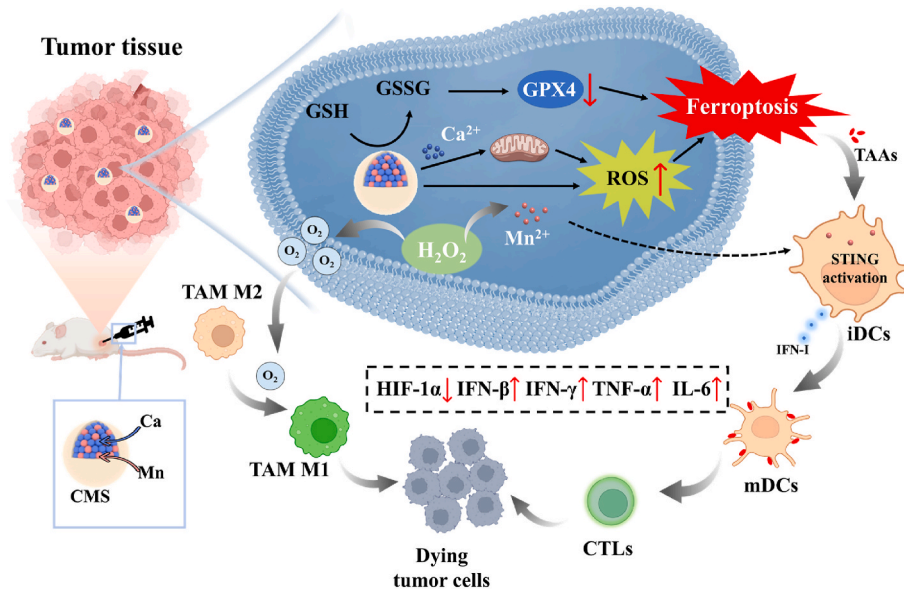 Tumor tissue
GSH
GSSG
GPX4
Ferroptosis
Ca²⁺
ROS
TAAs
H₂O₂
Mn²⁺
O₂
O₂
O₂
O₂
STING
activation
iDCs
IFN-I
TAM M2
O₂
HIF-1α↓ IFN-β↑ IFN-γ↑ TNF-α↑ IL-6↑
Ca
Mn
CMS
TAM M1
mDCs
CTLs
Dying
tumor cells